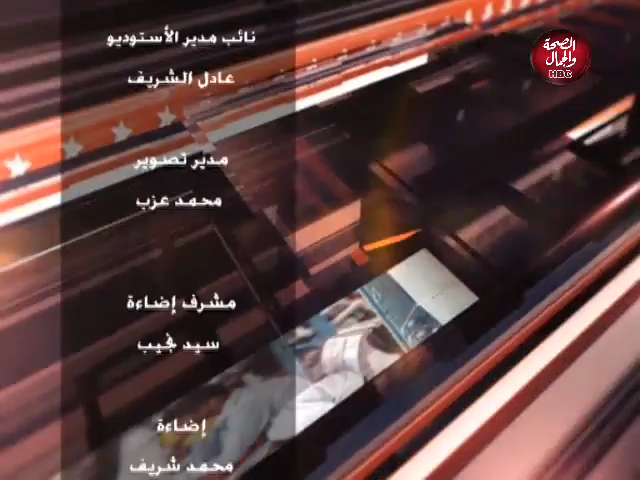 نائب مدير الأستوديو
عادل الشريف
مدير تصوير
محمد عزب
مشرف إضاءة
سيد نجيب
إضاءة
محمد شريف
الصحة
والجمال
HBC